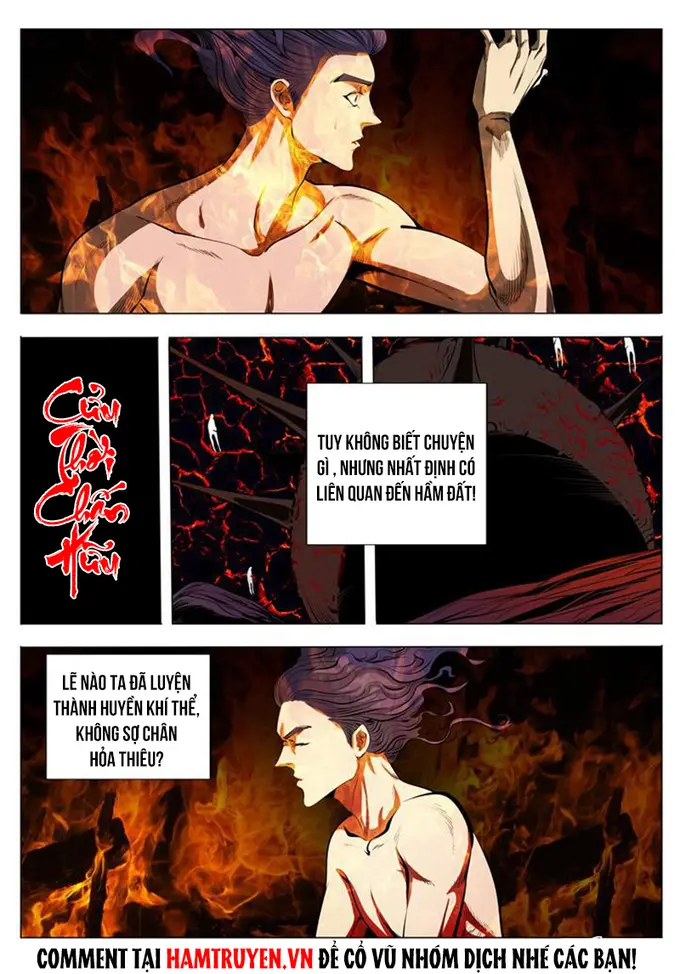 Cửu
Thời
Chấn
Hữu
TUY KHÔNG BIẾT CHUYỆN
GÌ , NHƯNG NHẤT ĐỊNH CÓ
LIÊN QUAN ĐẾN HẦM ĐẤT!
LẼ NÀO TA ĐÃ LUYỆN
THÀNH HUYỀN KHÍ THỂ,
KHÔNG SỢ CHÂN
HỎA THIÊU?
COMMENT TẠI HAMTRUYEN.VN ĐỂ CỔ VŨ NHÓM DỊCH NHÉ CÁC BẠN!